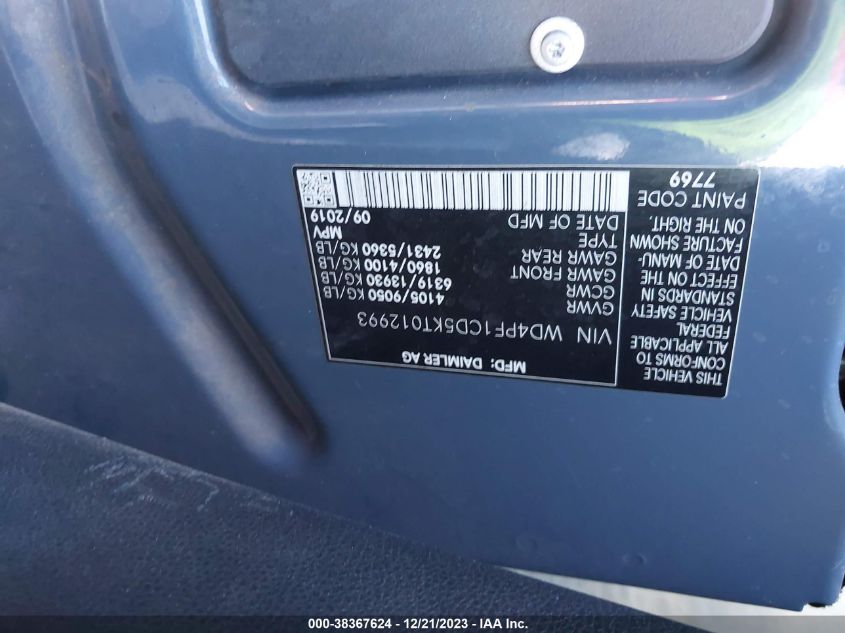 MFD: DAIMLER AG
VIN WD4PF1CD5KT012993
GVWR 4105/9050 KG/LB
GCWR 6319/13930 KG/LB
GAWR FRONT 1860/4100 KG/LB
GAWR REAR 2431/5360 KG/LB
TYPE MPV
DATE OF MFD 09/2019
THIS VEHICLE
CONFORMS TO
ALL APPLICABLE
FEDERAL
VEHICLE SAFETY
STANDARDS IN
EFFECT ON THE
DATE OF MANU-
FACTURE SHOWN
ON THE RIGHT.
PAINT CODE
7769
000-38367624 - 12/21/2023 - IAA Inc.